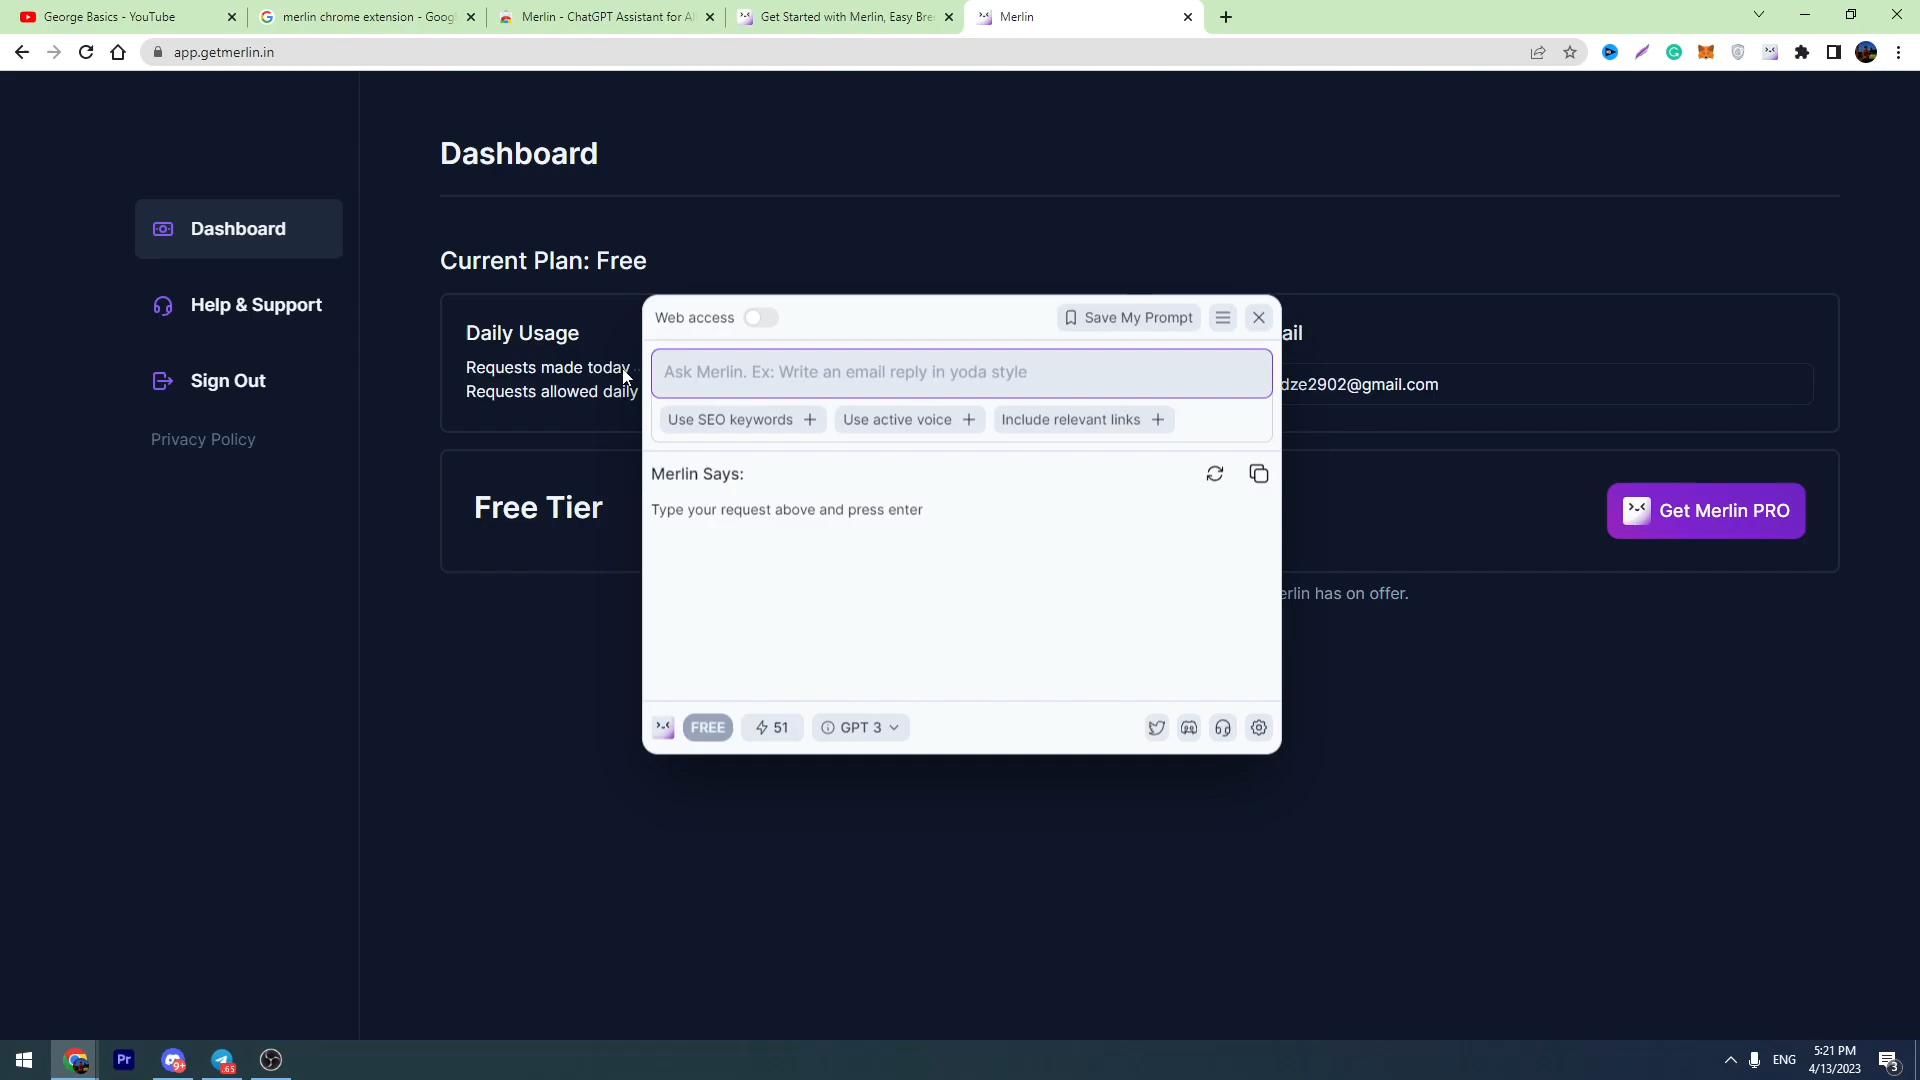 George Basics - YouTube
merlin chrome extension - Goog
Merlin - ChatGPT Assistant for Al
Get Started with Merlin, Easy Bre
Merlin
app.getmerlin.in
Dashboard
Dashboard
Help & Support
Sign Out
Privacy Policy
Current Plan: Free
Daily Usage
Requests made today
Requests allowed daily
ail
dze2902@gmail.com
Free Tier
Get Merlin PRO
erlin has on offer.
Web access
Save My Prompt
Ask Merlin. Ex: Write an email reply in yoda style
Use SEO keywords +
Use active voice +
Include relevant links +
Merlin Says:
Type your request above and press enter
FREE
51
GPT 3
Pr
9+
65
ENG
5:21 PM
4/13/2023
3